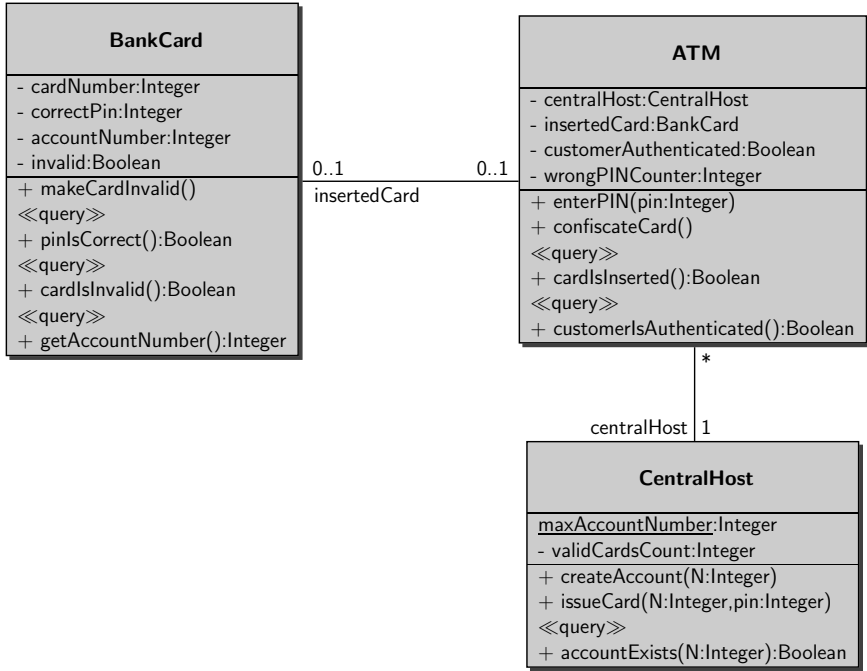 BankCard
- cardNumber:Integer
- correctPin:Integer
- accountNumber:Integer
- invalid:Boolean
+ makeCardInvalid()
≪query≫
+ pinIsCorrect():Boolean
≪query≫
+ cardIsInvalid():Boolean
≪query≫
+ getAccountNumber():Integer
0..1
0..1
insertedCard
ATM
- centralHost:CentralHost
- insertedCard:BankCard
- customerAuthenticated:Boolean
- wrongPINCounter:Integer
+ enterPIN(pin:Integer)
+ confiscateCard()
≪query≫
+ cardIsInserted():Boolean
≪query≫
+ customerIsAuthenticated():Boolean
*
centralHost
1
CentralHost
maxAccountNumber:Integer
- validCardsCount:Integer
+ createAccount(N:Integer)
+ issueCard(N:Integer,pin:Integer)
≪query≫
+ accountExists(N:Integer):Boolean